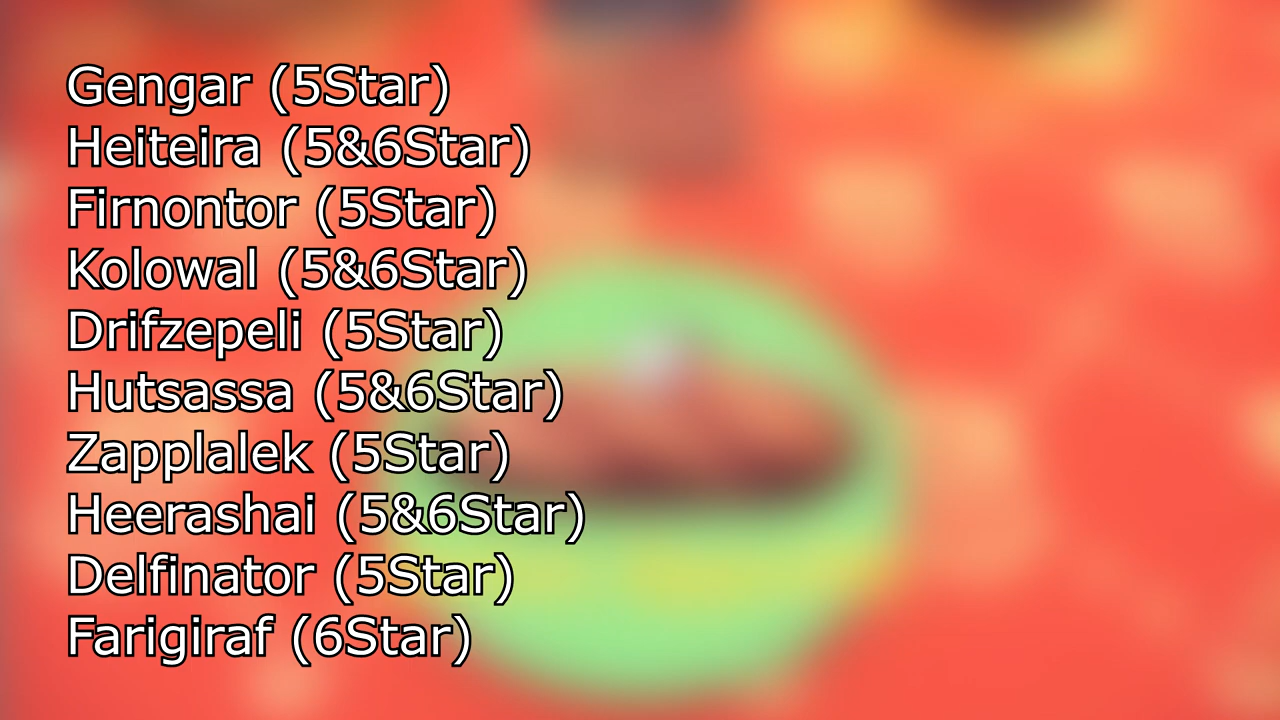 Gengar (5Star)
Heiteira (5&6Star)
Firnontor (5Star)
Kolowal (5&6Star)
Drifzepeli (5Star)
Hutsassa (5&6Star)
Zapplalek (5Star)
Heerashai (5&6Star)
Delfinator (5Star)
Farigiraf (6Star)